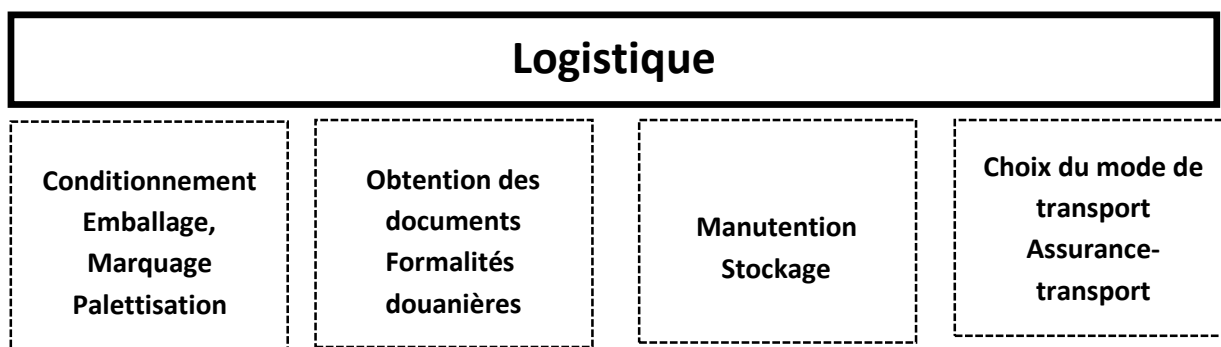 Logistique
Conditionnement
Emballage,
Marquage
Palettisation
Obtention des
documents
Formalités
douanières
Manutention
Stockage
Choix du mode de
transport
Assurance-
transport